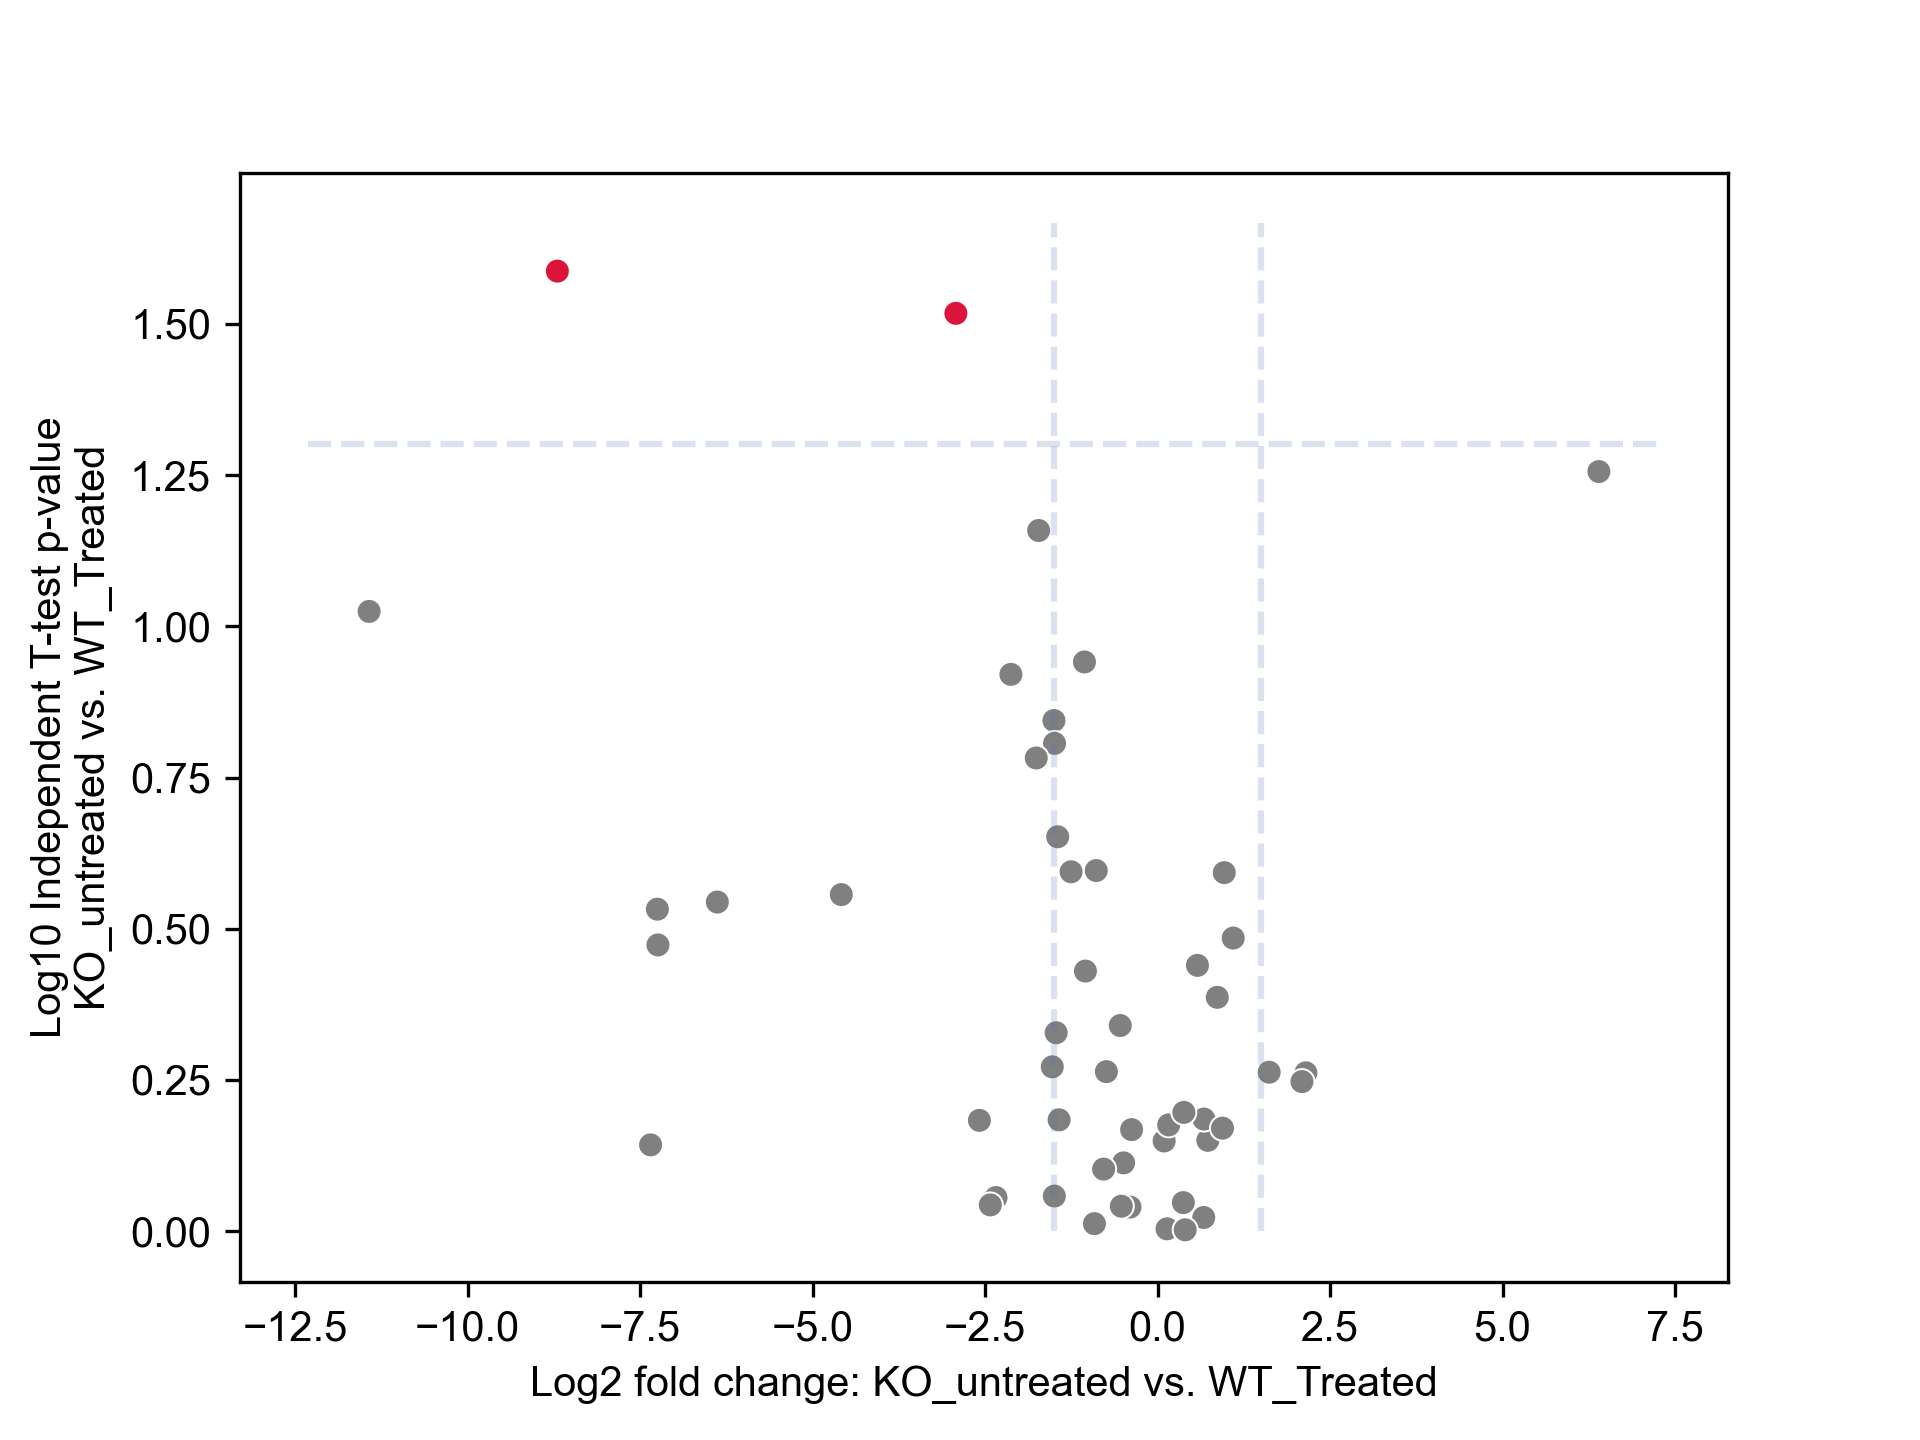 Log10 Independent T-test p-value
KO_untreated vs. WT_Treated
1.50
1.25
1.00
0.75
0.50
0.25
0.00
−12.5 −10.0 −7.5 −5.0 −2.5 0.0 2.5 5.0 7.5
Log2 fold change: KO_untreated vs. WT_Treated